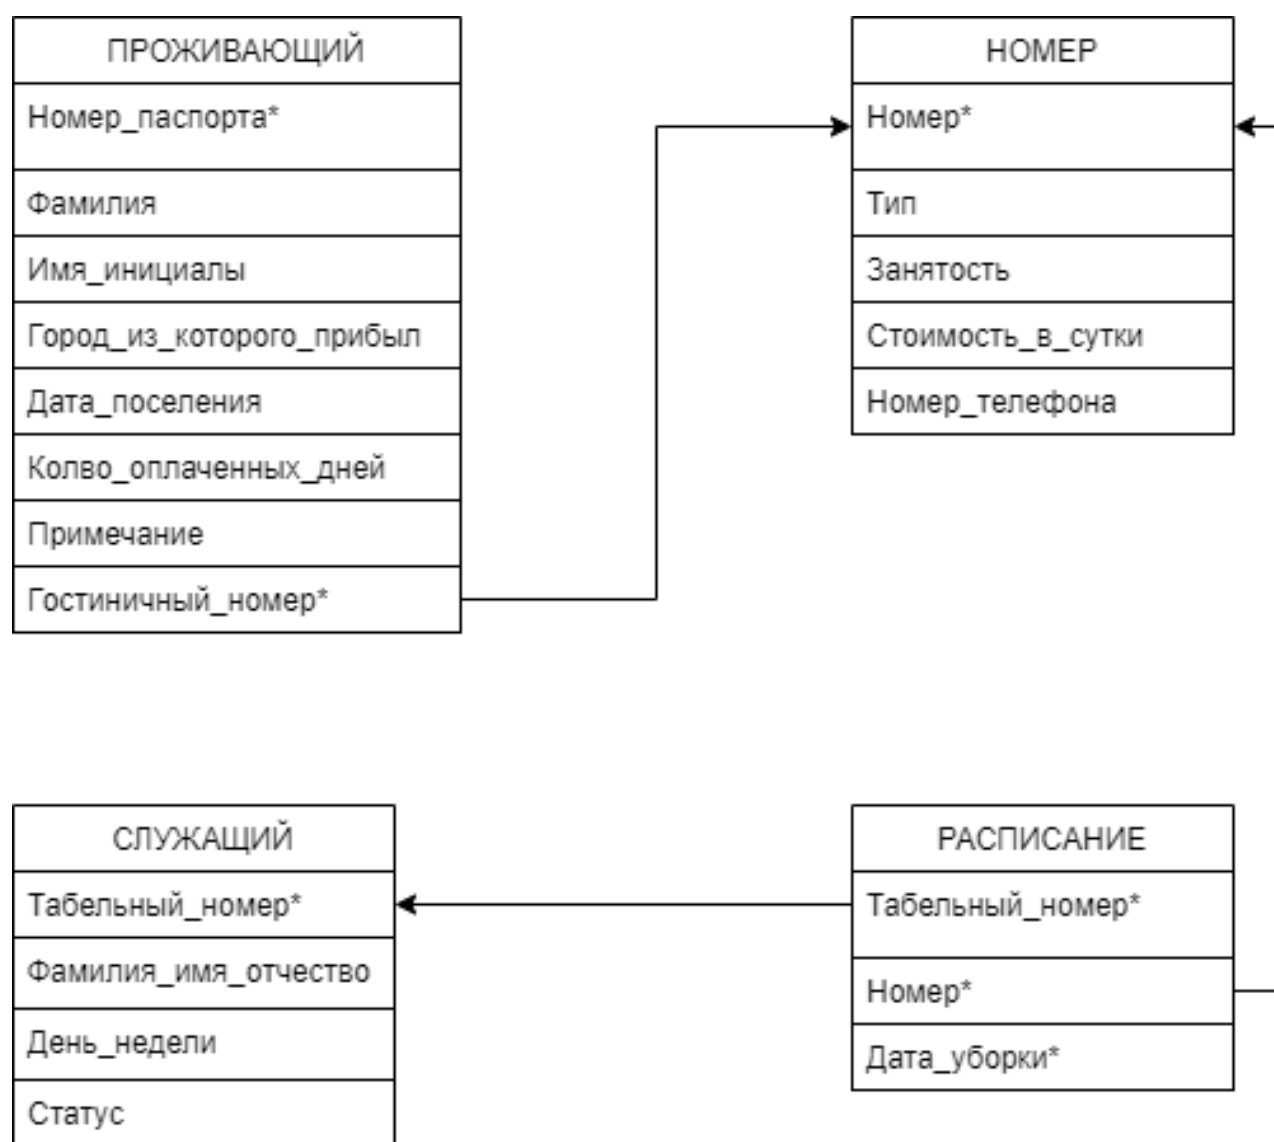 ПРОЖИВАЮЩИЙ
Номер_паспорта*
Фамилия
Имя_инициалы
Город_из_которого_прибыл
Дата_поселения
Колво_оплаченных_дней
Примечание
Гостиничный_номер*
НОМЕР
Номер*
Тип
Занятость
Стоимость_в_сутки
Номер_телефона
СЛУЖАЩИЙ
Табельный_номер*
Фамилия_имя_отчество
День_недели
Статус
РАСПИСАНИЕ
Табельный_номер*
Номер*
Дата_уборки*